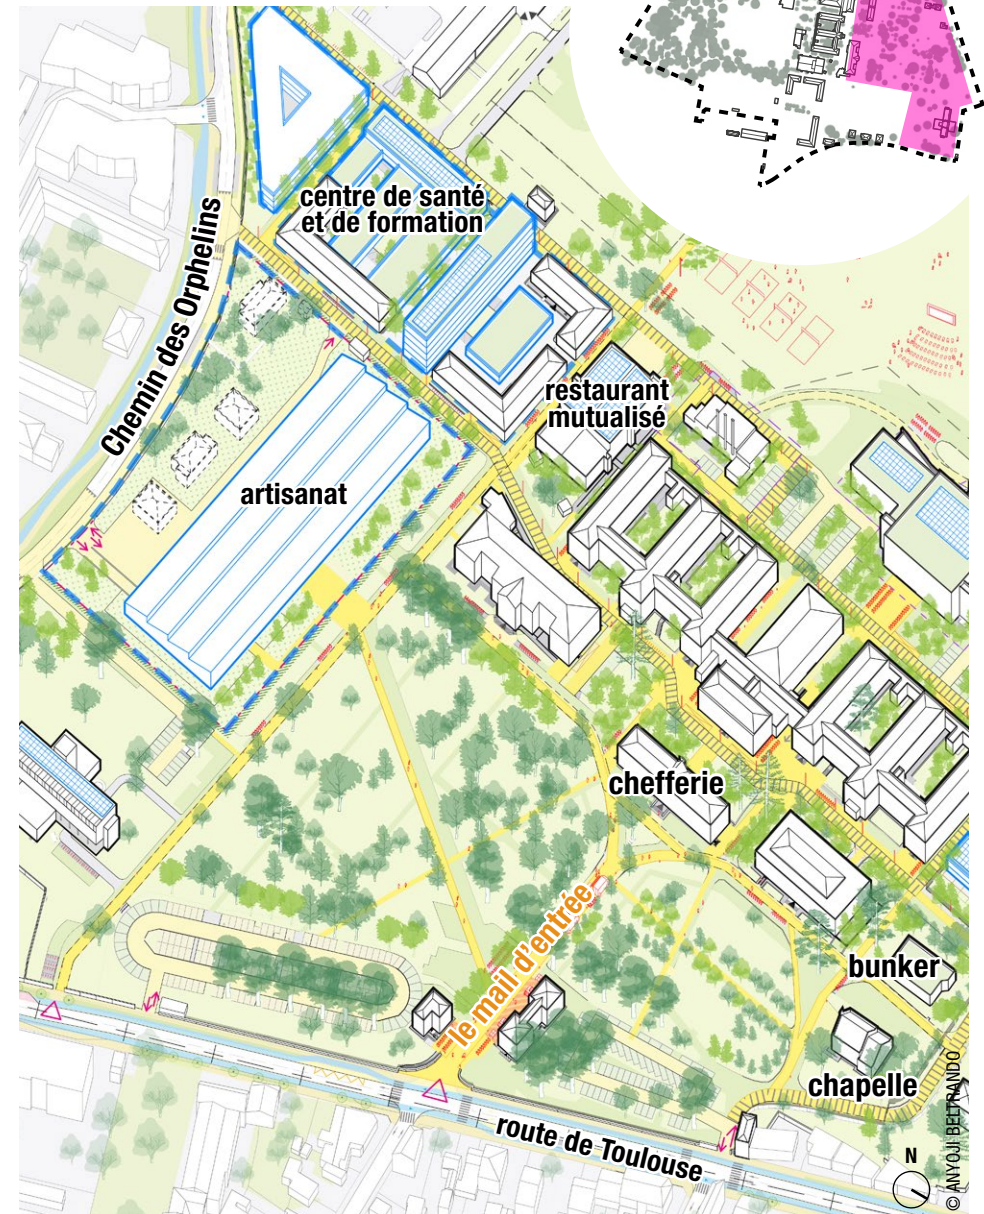 centre de santé
et de formation
Chemin des Orphelins
restaurant
mutualisé
artisanat
chefferie
le mail d'entrée
bunker
chapelle
route de Toulouse
N
© ANYOJI BELTRANDO